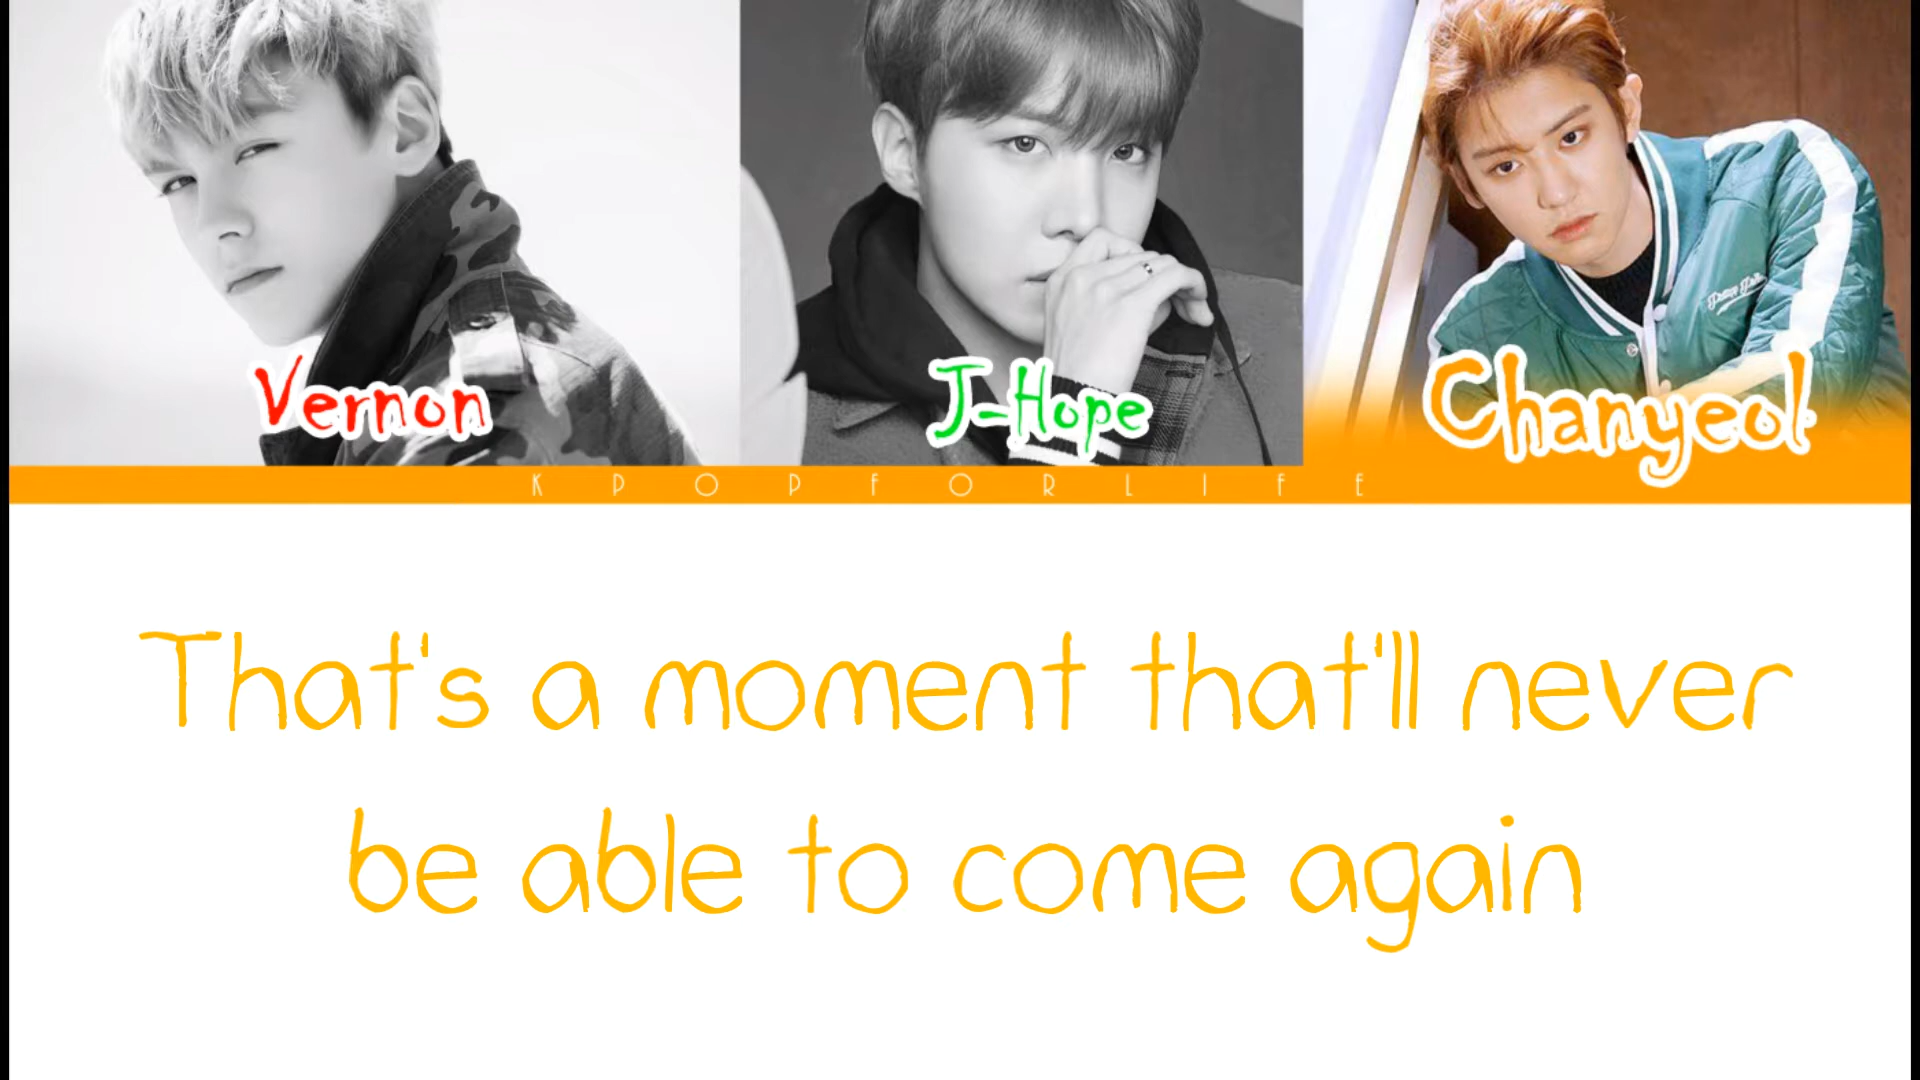 Vernon
J-Hope
Chanyeol
KPOPFORLIFE
That's a moment that'll never
be able to come again